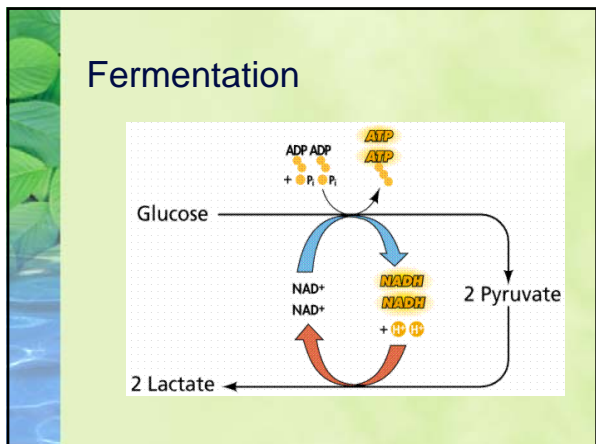 Fermentation
ADP ADP
+ Pi Pi
ATP
ATP
Glucose
NAD+
NAD+
NADH
NADH
+ H+ H+
2 Pyruvate
2 Lactate